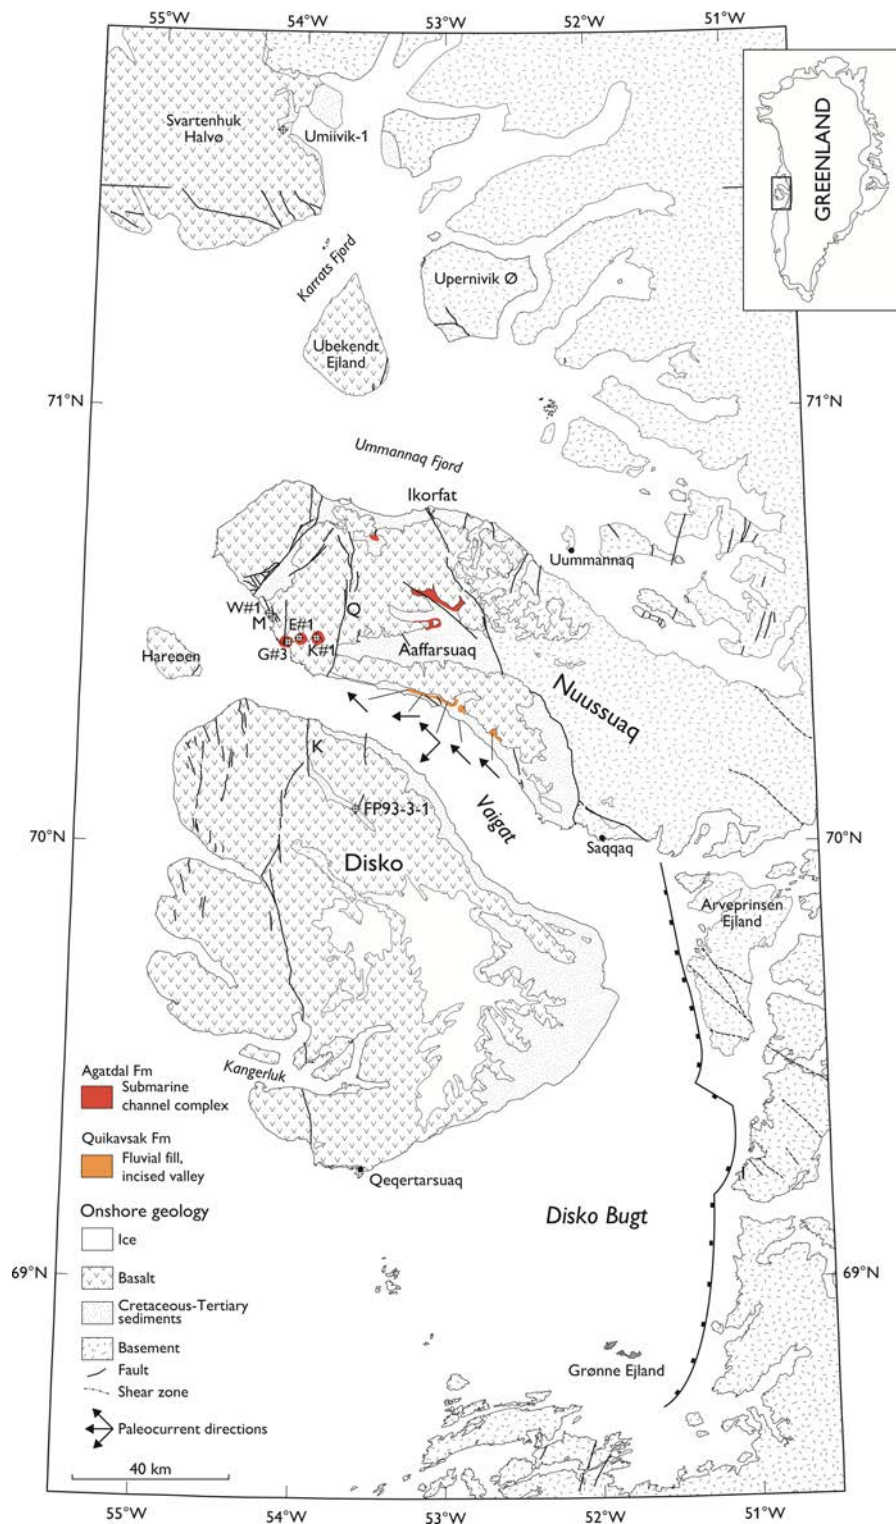 55°W
54°W
53°W
52°W
51°W
Svartenhuk
Halvø
Umiivik-1
GREENLAND
Karrats Fjord
Upernivik Ø
Ubekendt
Ejland
71°N
71°N
Ummannaq Fjord
Ikorfat
Uummannaq
W#1
M
E#1
Q
G#3
K#1
Aaffarsuaq
Hareøen
Nuussuaq
K
FP93-3-1
Vaigat
70°N
70°N
Saqqaq
Disko
Arveprinsen
Ejland
Kangerluk
Agatdal Fm
Submarine
channel complex
Quikavsak Fm
Fluvial fill,
incised valley
Qeqertarsuaq
Onshore geology
Disko Bugt
Ice
69°N
69°N
Basalt
Cretaceous-Tertiary
sediments
Basement
Grønne Ejland
Fault
Shear zone
Paleocurrent directions
40 km
55°W
54°W
53°W
52°W
51°W